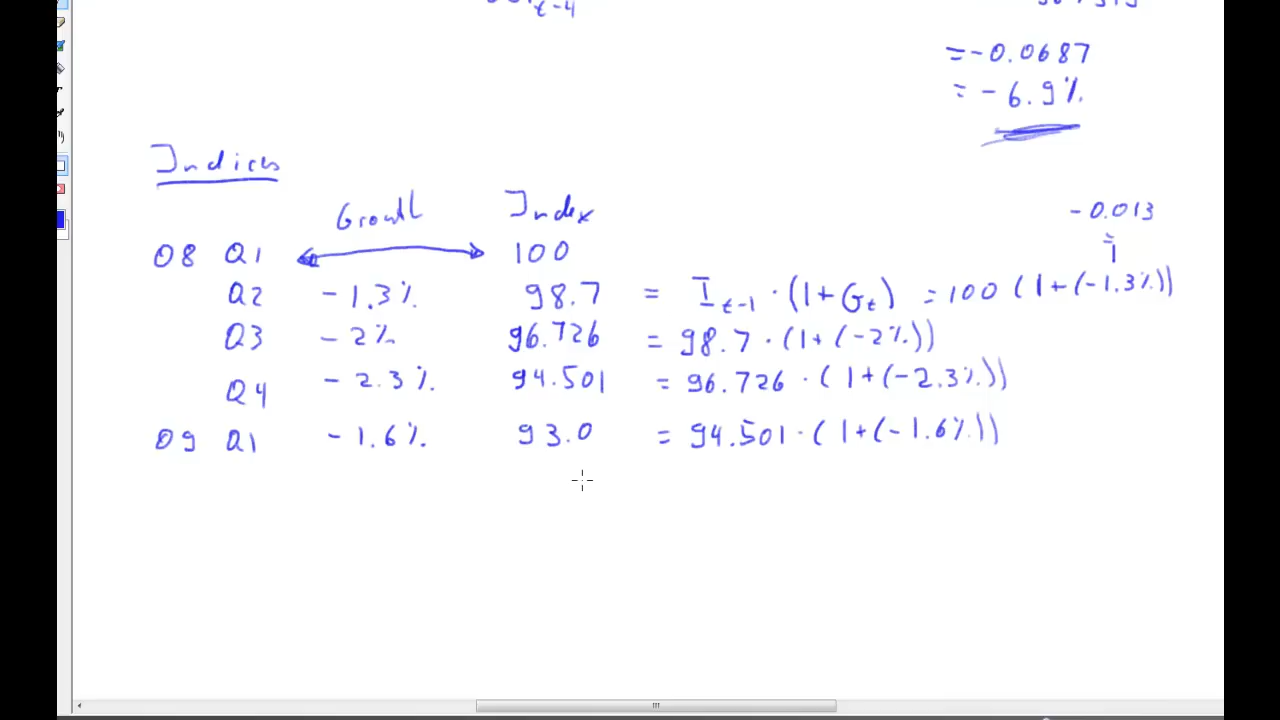 t-4
= -0.0687
= - 6.9%
Indices
Growth Index
-0.013
=
08 Q1 100
Q2 -1.3% 98.7 = I t-1 · (1+Gt) = 100 (1+(-1.3%))
Q3 -2% 96.726 = 98.7 · (1+(-2%))
Q4 -2.3% 94.501 = 96.726 · (1+(-2.3%))
09 Q1 -1.6% 93.0 = 94.501 · (1+(-1.6%))